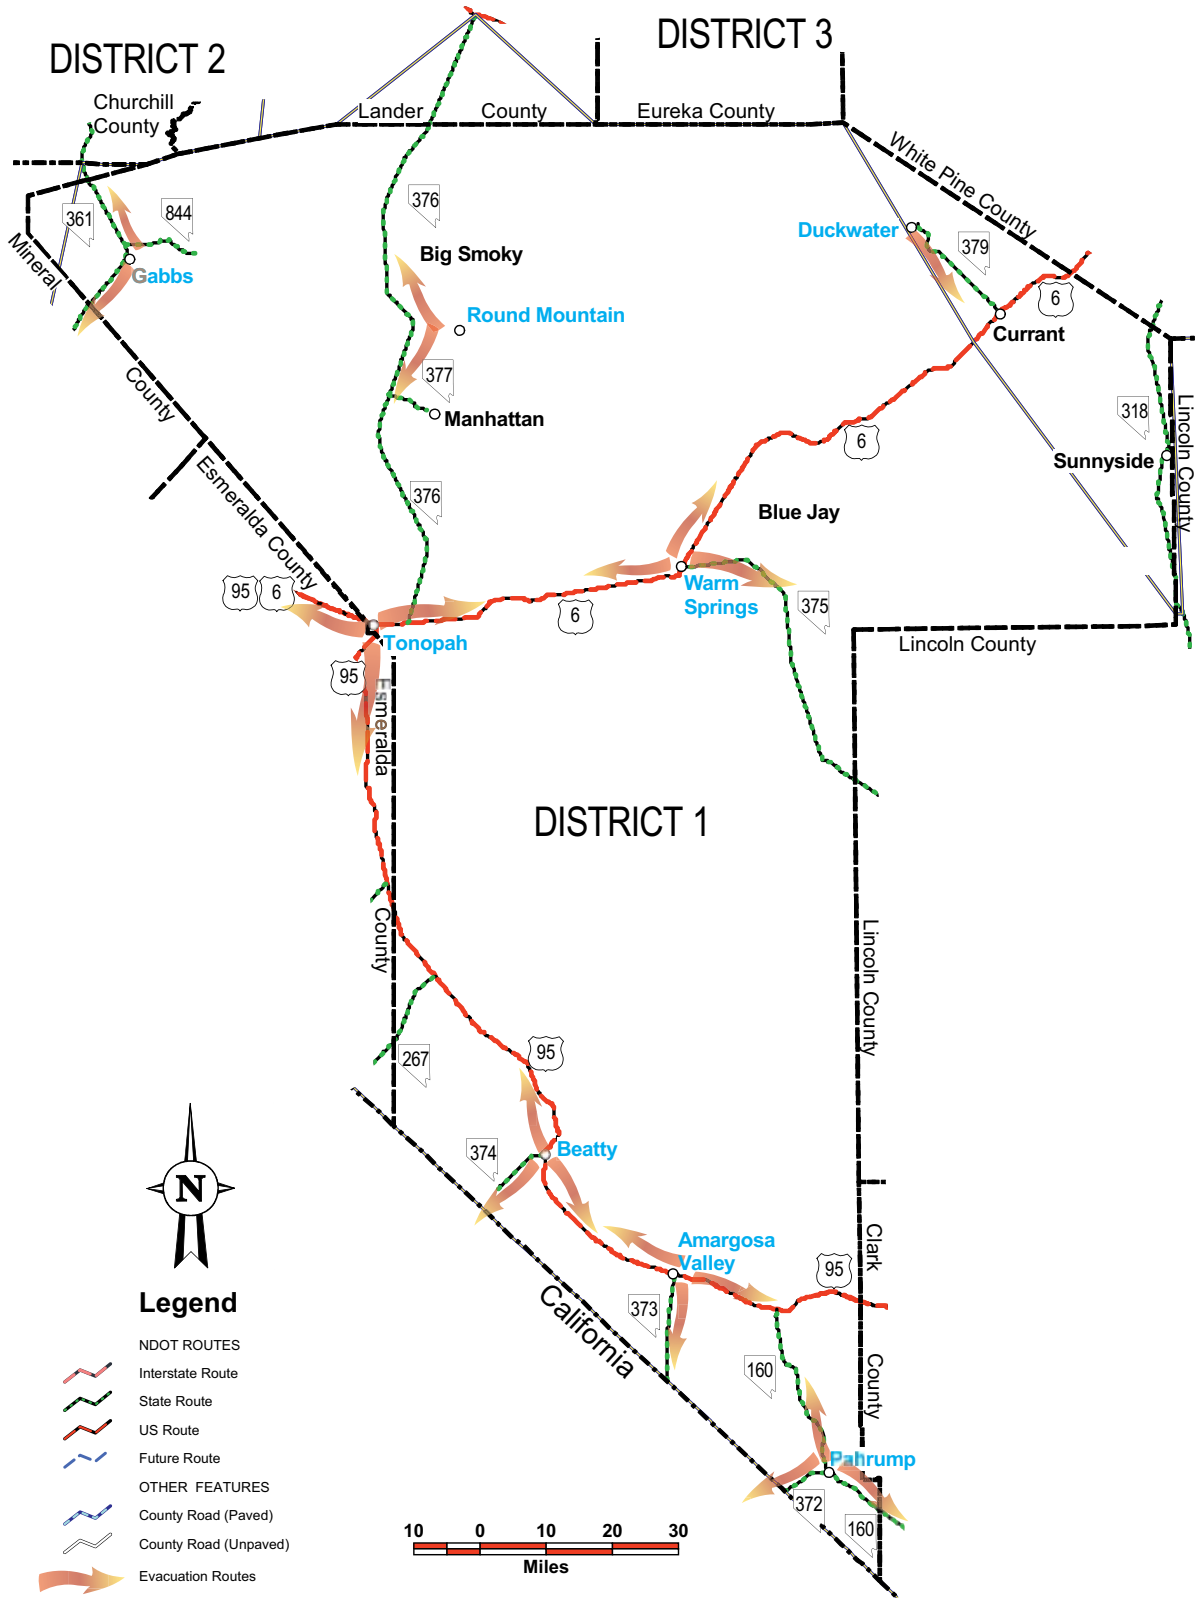 DISTRICT 3
DISTRICT 2
Churchill
County
Lander
County
Eureka County
White Pine County
376
361
844
Duckwater
379
Mineral
Big Smoky
Gabbs
6
Round Mountain
Currant
377
County
Manhattan
318
Lincoln County
6
Sunnyside
Esmeralda County
376
Blue Jay
95
6
Warm
Springs
375
6
Tonopah
Lincoln County
95
Esmeralda
DISTRICT 1
County
Lincoln County
95
267
374
Beatty
N
Amargosa
Valley
Clark
95
California
373
160
County
Pahrump
372
160
Legend
NDOT ROUTES
Interstate Route
State Route
US Route
Future Route
OTHER FEATURES
County Road (Paved)
County Road (Unpaved)
Evacuation Routes
10 0 10 20 30
Miles